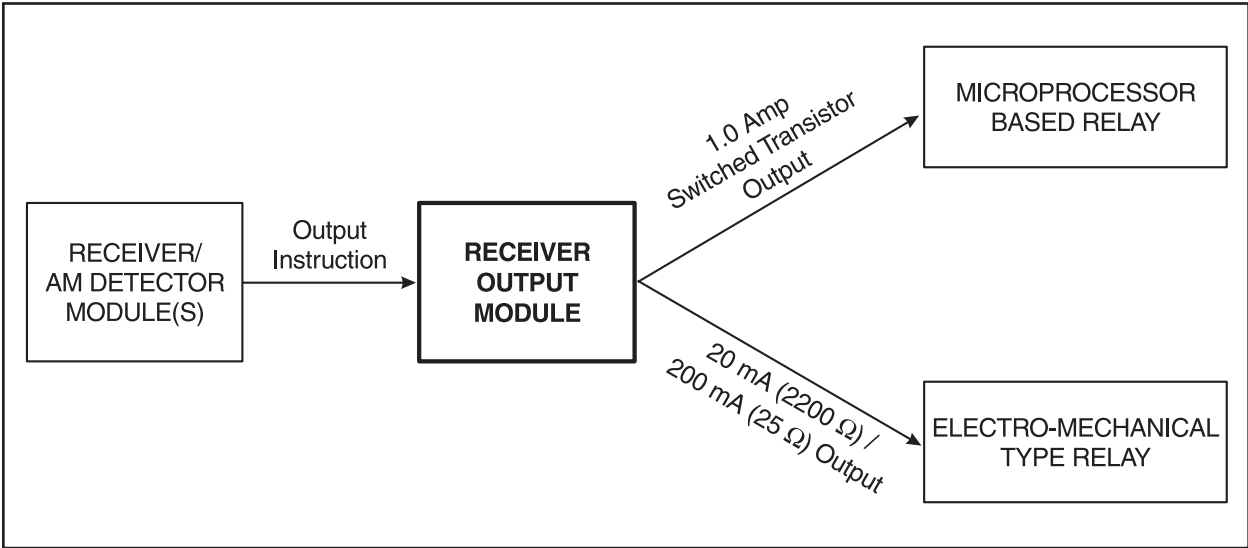 RECEIVER/
AM DETECTOR
MODULE(S)
Output
Instruction
RECEIVER
OUTPUT
MODULE
1.0 Amp
Switched Transistor
Output
MICROPROCESSOR
BASED RELAY
20 mA (2200 Ω) /
200 mA (25 Ω) Output
ELECTRO-MECHANICAL
TYPE RELAY